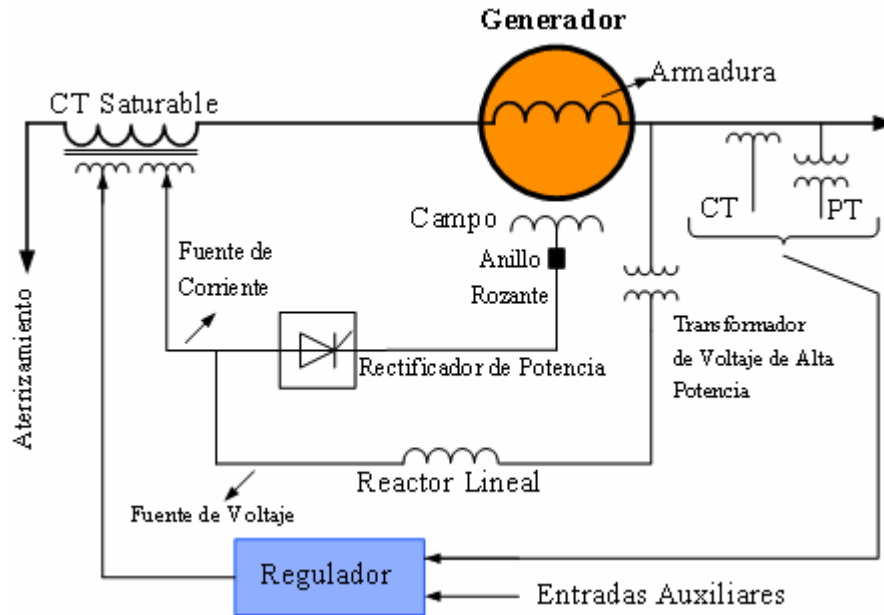 Generador
Armadura
CT Saturable
CT
PT
Campo
Fuente de
Corriente
Anillo
Rozante
Transformador
de Voltaje de Alta
Potencia
Rectificador de Potencia
Aterrizamiento
Reactor Lineal
Fuente de Voltaje
Regulador
Entradas Auxiliares